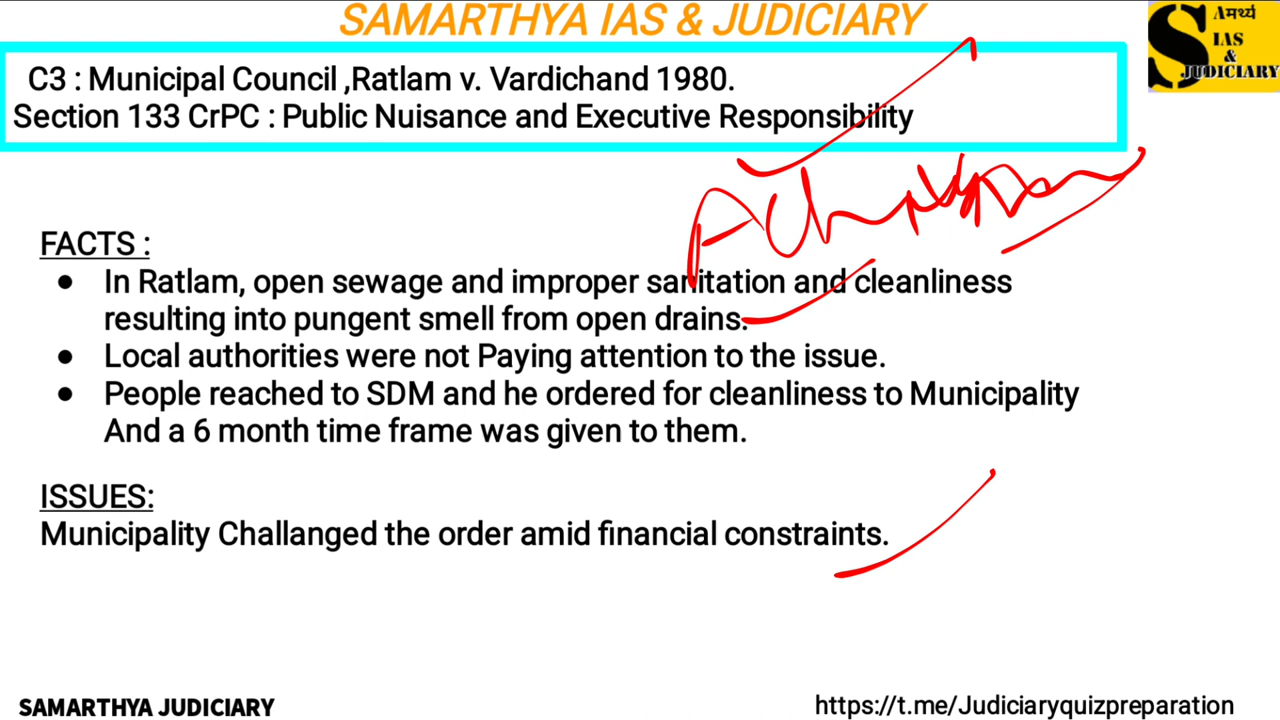 SAMARTHYA IAS & JUDICIARY
S
Aमर्थ्य
IAS
&
JUDICIARY
C3 : Municipal Council ,Ratlam v. Vardichand 1980.
Section 133 CrPC : Public Nuisance and Executive Responsibility
FACTS :
● In Ratlam, open sewage and improper sanitation and cleanliness
resulting into pungent smell from open drains.
● Local authorities were not Paying attention to the issue.
● People reached to SDM and he ordered for cleanliness to Municipality
And a 6 month time frame was given to them.
ISSUES:
Municipality Challanged the order amid financial constraints.
SAMARTHYA JUDICIARY
https://t.me/Judiciaryquizpreparation